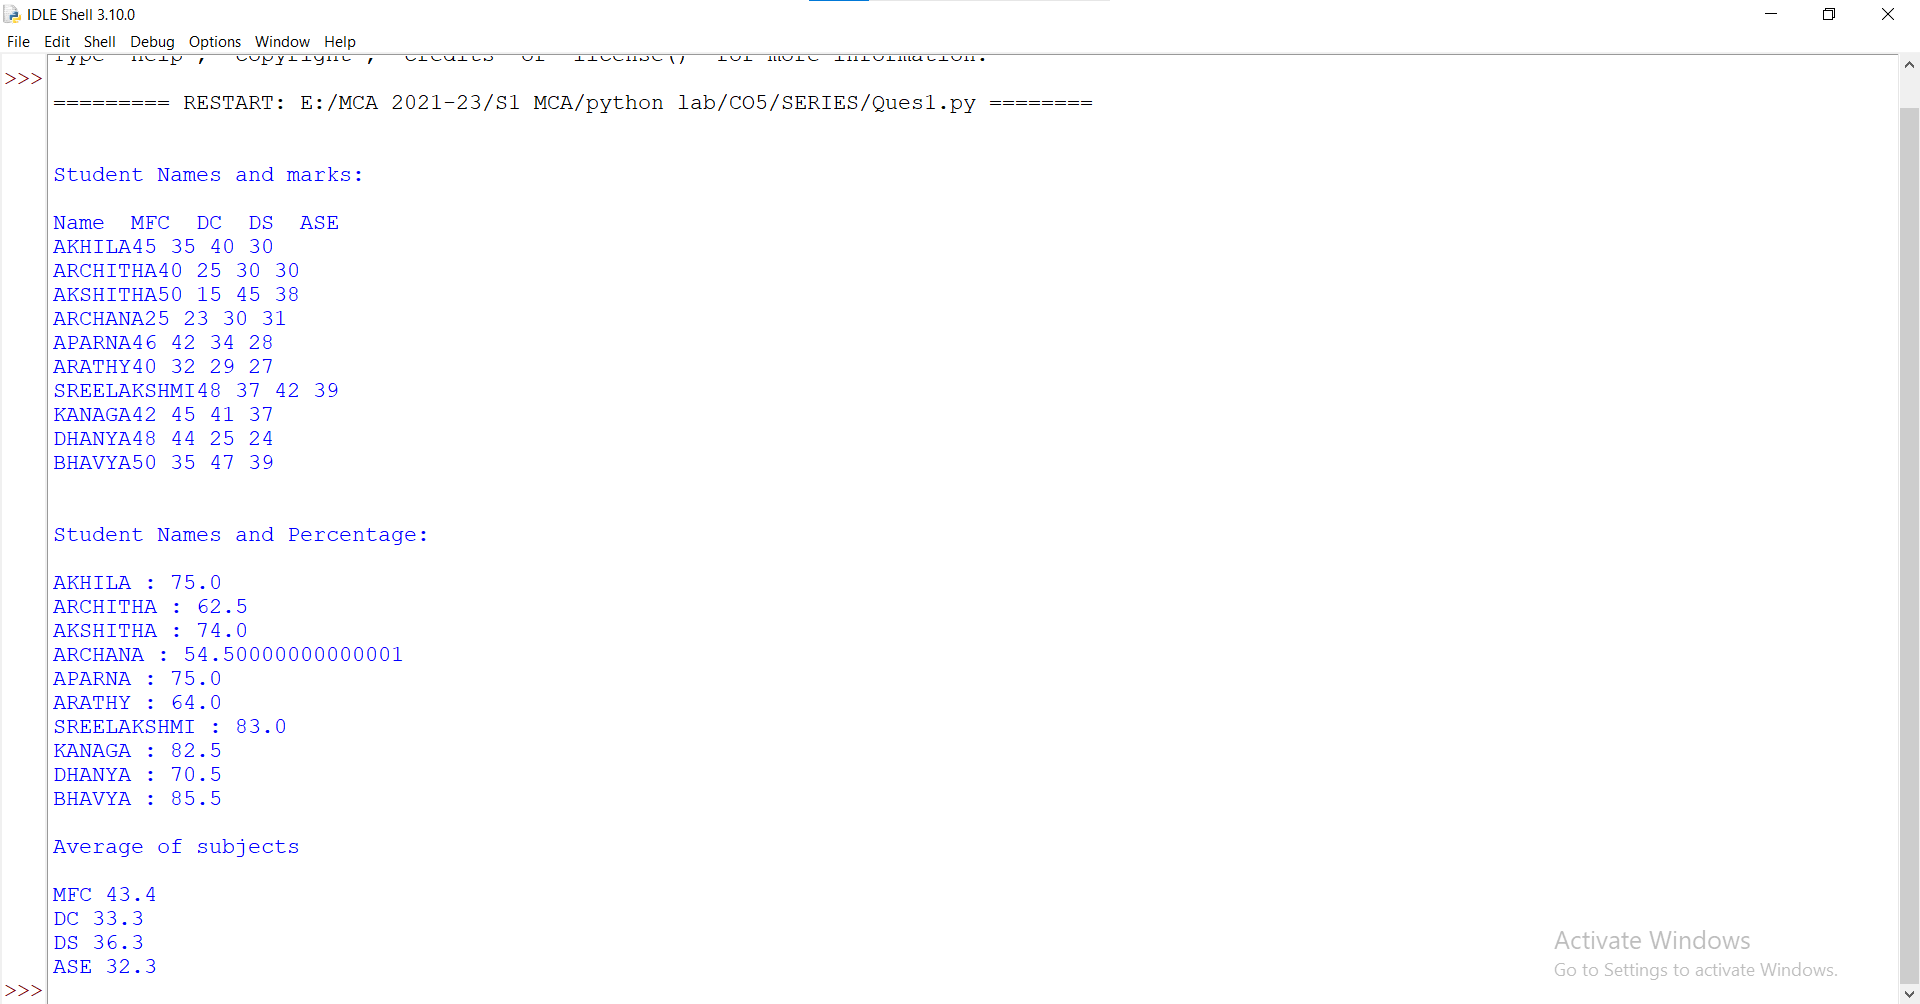 IDLE Shell 3.10.0
File Edit Shell Debug Options Window Help
Type "help", "copyright", "credits" or "license()" for more information.
>>>
========= RESTART: E:/MCA 2021-23/S1 MCA/python lab/CO5/SERIES/Ques1.py ========
Student Names and marks:
Name  MFC  DC  DS  ASE
AKHILA45 35 40 30
ARCHITHA40 25 30 30
AKSHITHA50 15 45 38
ARCHANA25 23 30 31
APARNA46 42 34 28
ARATHY40 32 29 27
SREELAKSHMI48 37 42 39
KANAGA42 45 41 37
DHANYA48 44 25 24
BHAVYA50 35 47 39
Student Names and Percentage:
AKHILA : 75.0
ARCHITHA : 62.5
AKSHITHA : 74.0
ARCHANA : 54.50000000000001
APARNA : 75.0
ARATHY : 64.0
SREELAKSHMI : 83.0
KANAGA : 82.5
DHANYA : 70.5
BHAVYA : 85.5
Average of subjects
MFC 43.4
DC 33.3
DS 36.3
ASE 32.3
>>>
Activate Windows
Go to Settings to activate Windows.